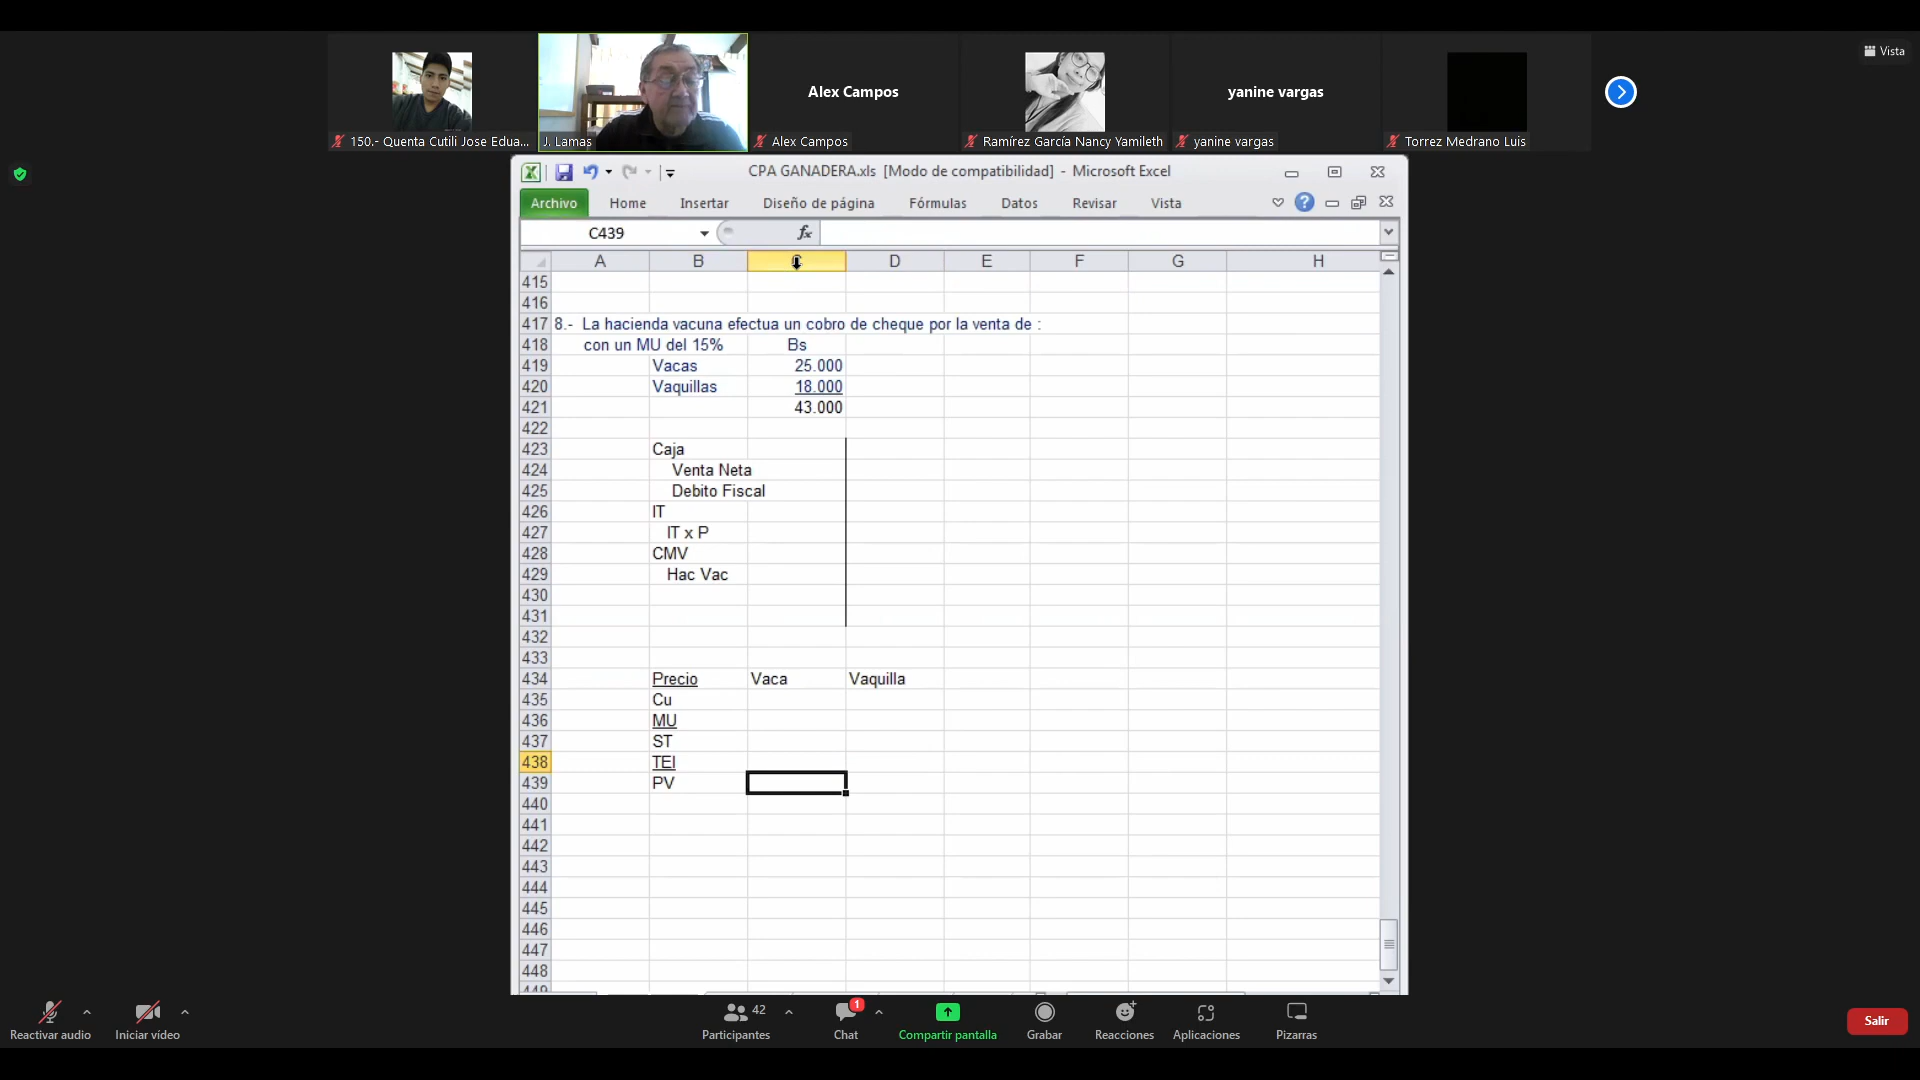 Vista
Alex Campos
yanine vargas
150.- Quenta Cutili Jose Edua...
J. Lamas
Alex Campos
Ramírez García Nancy Yamileth
yanine vargas
Torrez Medrano Luis
CPA GANADERA.xls [Modo de compatibilidad] - Microsoft Excel
Archivo Home Insertar Diseño de página Fórmulas Datos Revisar Vista
C439 fx
A B C D E F G H
415
416
417 8.- La hacienda vacuna efectua un cobro de cheque por la venta de :
418 con un MU del 15% Bs
419 Vacas 25.000
420 Vaquillas 18.000
421 43.000
422
423 Caja
424 Venta Neta
425 Debito Fiscal
426 IT
427 IT x P
428 CMV
429 Hac Vac
430
431
432
433
434 Precio Vaca Vaquilla
435 Cu
436 MU
437 ST
438 TEI
439 PV
440
441
442
443
444
445
446
447
448
449
Reactivar audio
Iniciar vídeo
42
Participantes
1
Chat
Compartir pantalla
Grabar
Reacciones
Aplicaciones
Pizarras
Salir